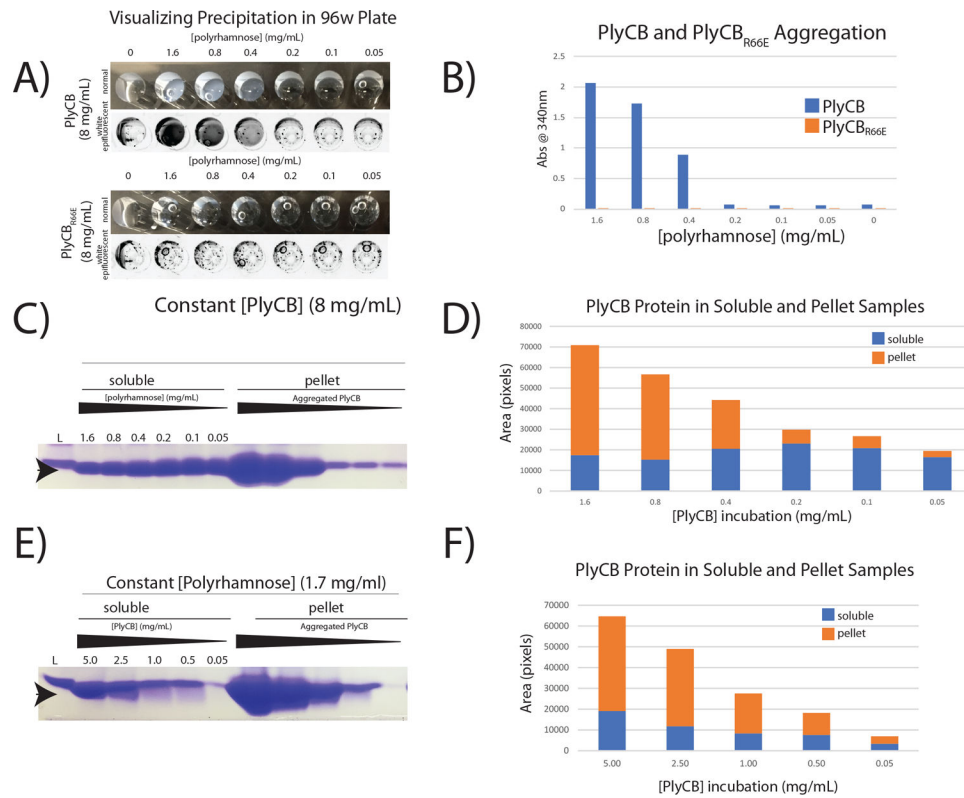 Visualizing Precipitation in 96w Plate
[polyrhamnose] (mg/mL)
0 1.6 0.8 0.4 0.2 0.1 0.05
A)
PlyCB
(8 mg/mL)
normal
white
epifluorescent
[polyrhamnose] (mg/mL)
0 1.6 0.8 0.4 0.2 0.1 0.05
PlyCBR66E
(8 mg/mL)
normal
white
epifluorescent
B)
PlyCB and PlyCBR66E Aggregation
Abs @ 340nm
2.5
2
1.5
1
0.5
0
PlyCB
PlyCBR66E
1.6 0.8 0.4 0.2 0.1 0.05 0
[polyrhamnose] (mg/mL)
C)
Constant [PlyCB] (8 mg/mL)
soluble pellet
[polyrhamnose] (mg/mL) Aggregated PlyCB
L 1.6 0.8 0.4 0.2 0.1 0.05
D)
PlyCB Protein in Soluble and Pellet Samples
Area (pixels)
80000
70000
60000
50000
40000
30000
20000
10000
0
soluble
pellet
1.6 0.8 0.4 0.2 0.1 0.05
[PlyCB] incubation (mg/mL)
E)
Constant [Polyrhamnose] (1.7 mg/ml)
soluble pellet
[PlyCB] (mg/mL) Aggregated PlyCB
L 5.0 2.5 1.0 0.5 0.05
F)
PlyCB Protein in Soluble and Pellet Samples
Area (pixels)
70000
60000
50000
40000
30000
20000
10000
0
soluble
pellet
5.00 2.50 1.00 0.50 0.05
[PlyCB] incubation (mg/mL)